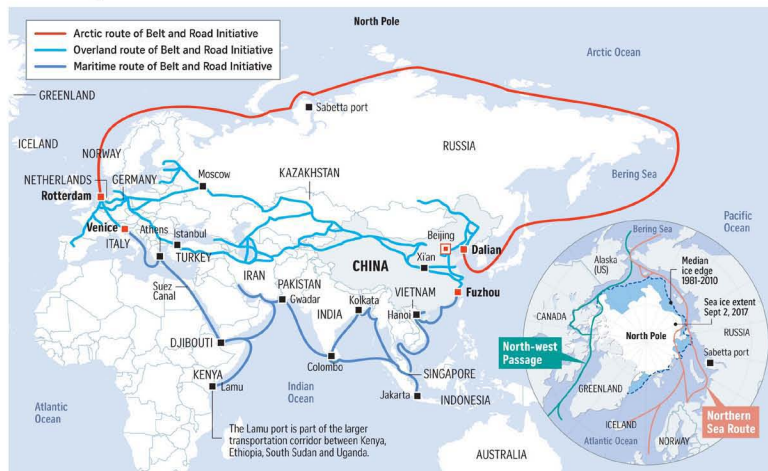 Arctic route of Belt and Road Initiative
Overland route of Belt and Road Initiative
Maritime route of Belt and Road Initiative
North Pole
Arctic Ocean
GREENLAND
Sabetta port
ICELAND
NORWAY
RUSSIA
NETHERLANDS
GERMANY
Moscow
KAZAKHSTAN
Bering Sea
Rotterdam
Pacific
Ocean
Venice
ITALY
Athens
Istanbul
TURKEY
Beijing
Dalian
CHINA
Xi'an
IRAN
PAKISTAN
Suez
Canal
Gwadar
Kolkata
VIETNAM
Fuzhou
INDIA
Hanoi
DJIBOUTI
Colombo
SINGAPORE
KENYA
Lamu
Indian
Ocean
Jakarta
INDONESIA
Atlantic
Ocean
The Lamu port is part of the larger
transportation corridor between Kenya,
Ethiopia, South Sudan and Uganda.
AUSTRALIA
Bering Sea
Alaska
(US)
Median
ice edge
1981-2010
Sea ice extent
Sept 2, 2017
CANADA
North Pole
RUSSIA
North-west
Passage
Sabetta port
GREENLAND
Northern
Sea Route
ICELAND
Atlantic Ocean
NORWAY